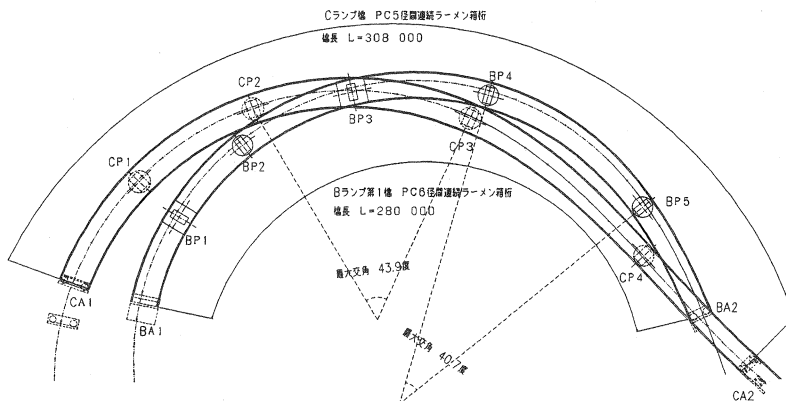 Cランプ橋 PC5径間連続ラーメン箱桁
橋長 L=308 000
CP2
BP4
BP3
CP3
CP1
BP2
Bランプ第1橋 PC6径間連続ラーメン箱桁
橋長 L=280 000
BP5
BP1
CP4
最大交角 43.9度
CA1
BA1
BA2
最大交角 40.7度
CA2